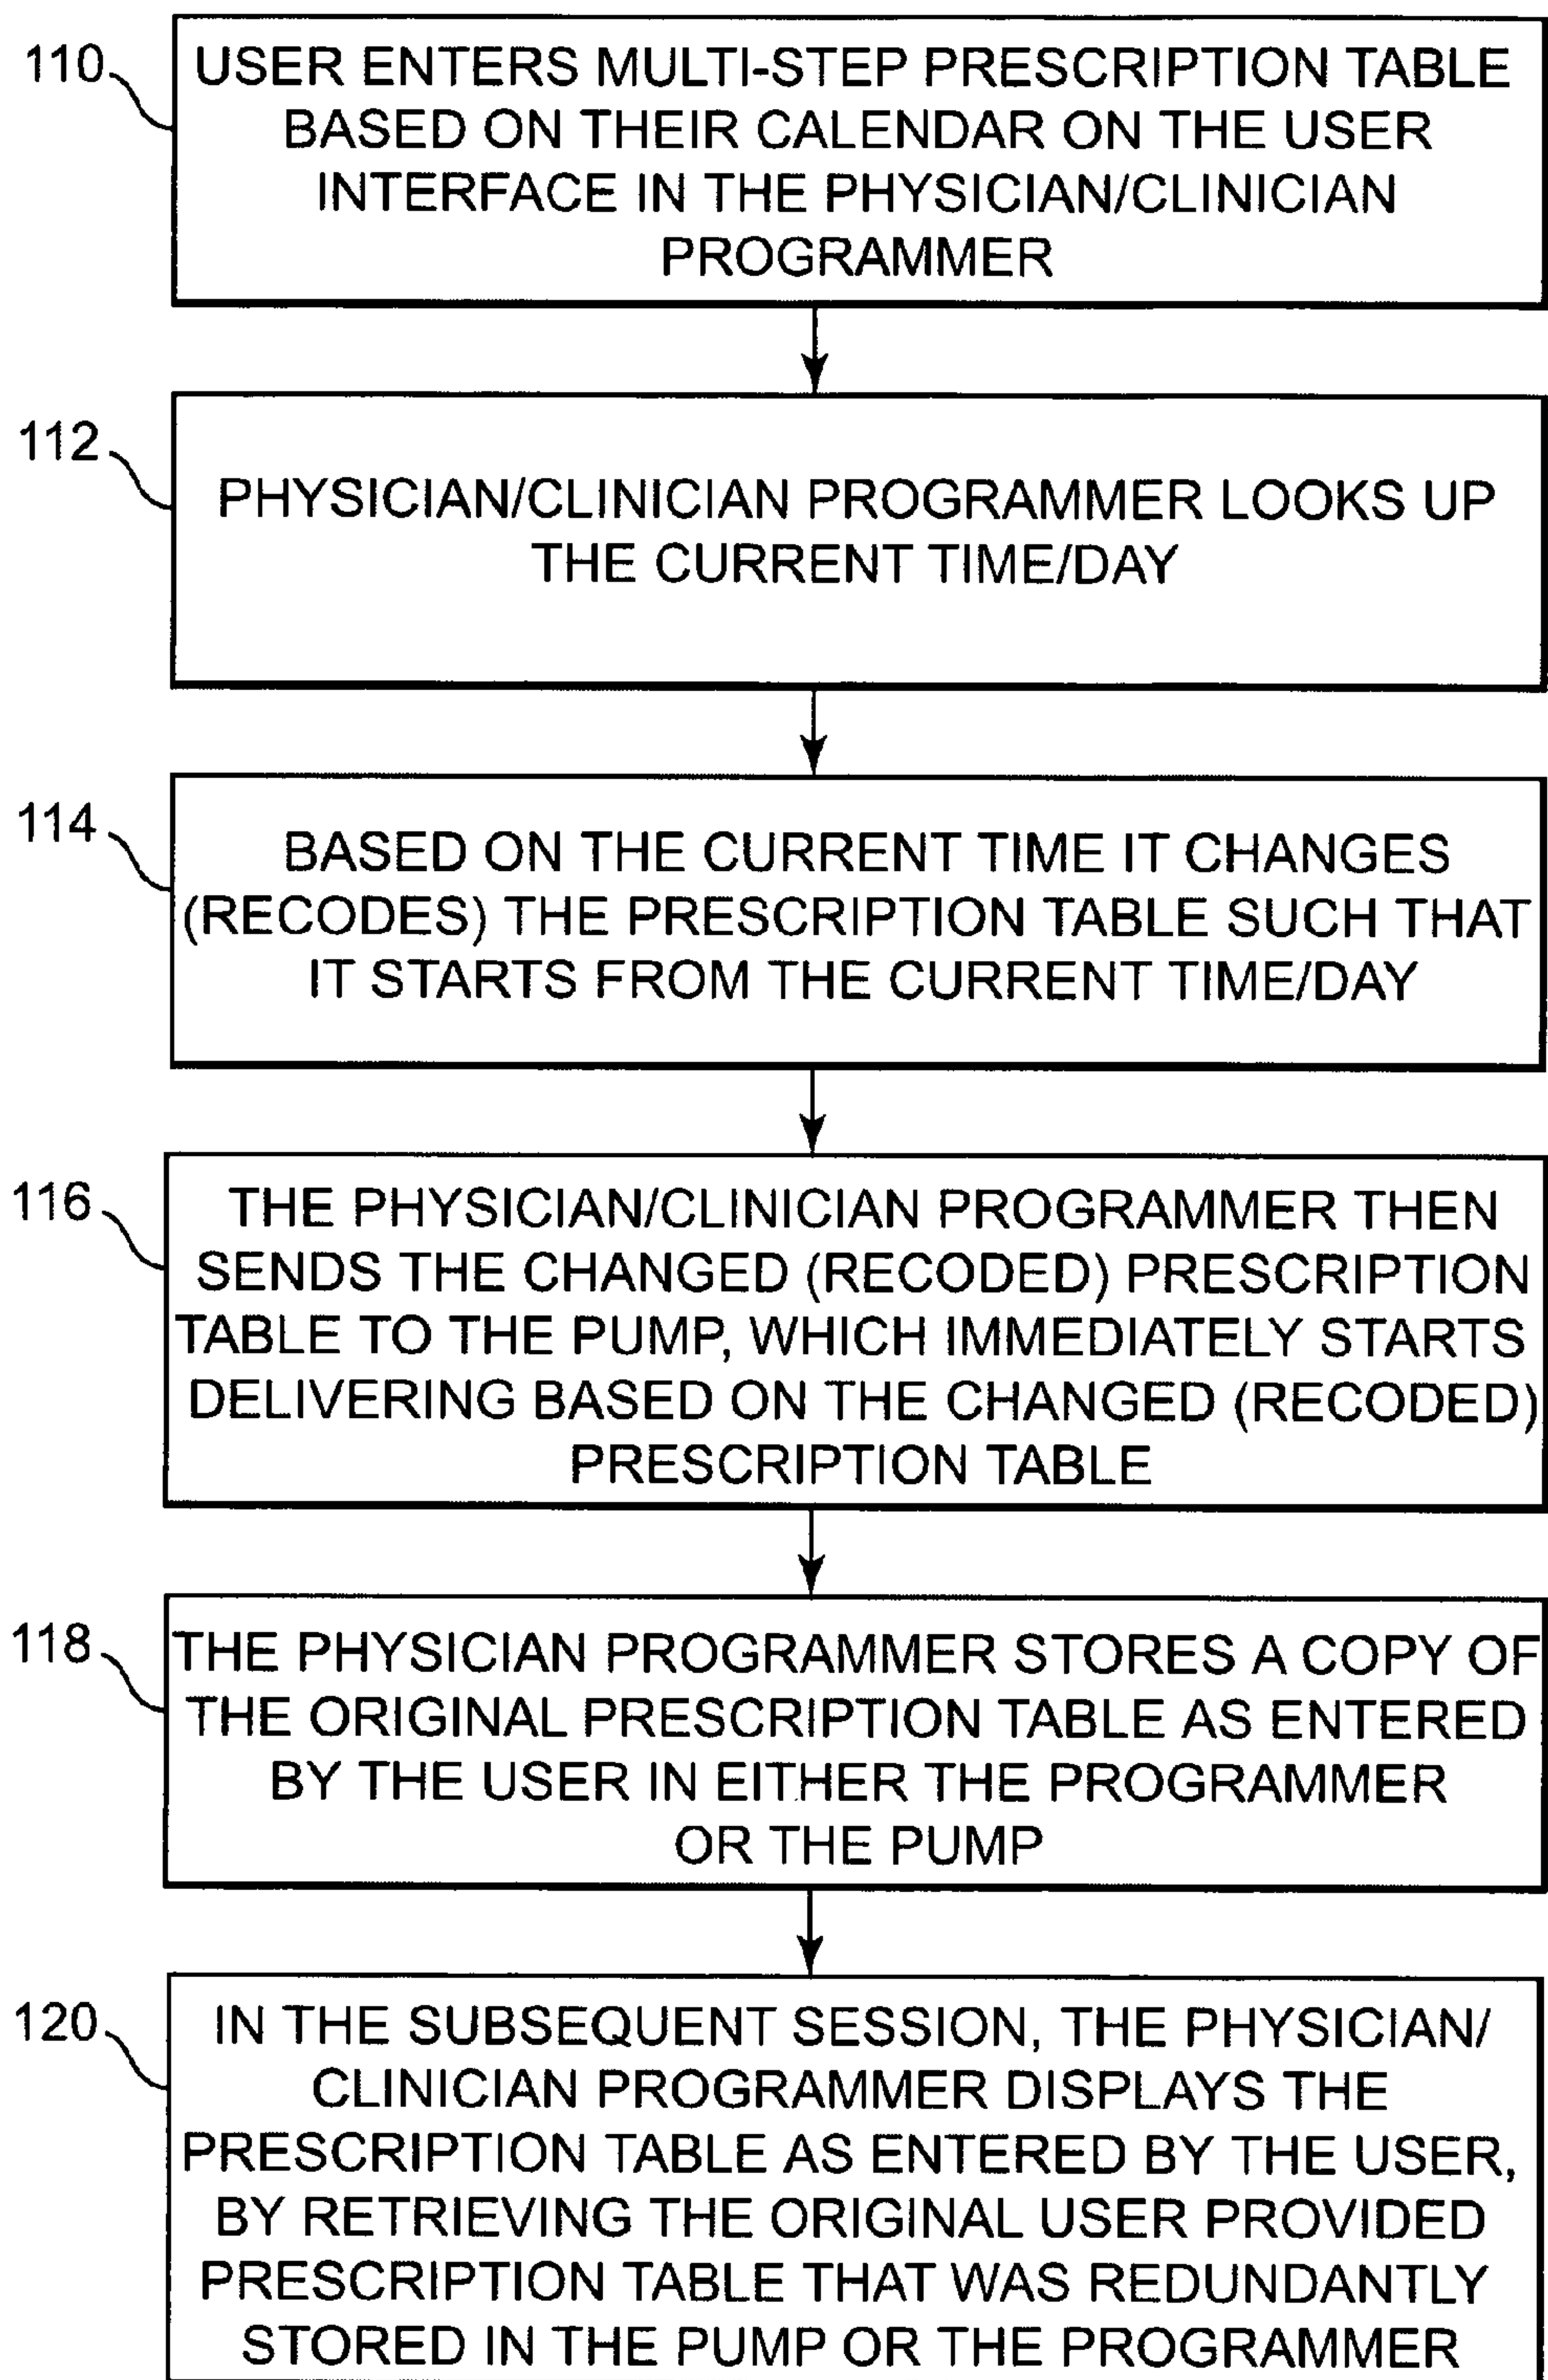 110
USER ENTERS MULTI-STEP PRESCRIPTION TABLE
BASED ON THEIR CALENDAR ON THE USER
INTERFACE IN THE PHYSICIAN/CLINICIAN
PROGRAMMER
112
PHYSICIAN/CLINICIAN PROGRAMMER LOOKS UP
THE CURRENT TIME/DAY
114
BASED ON THE CURRENT TIME IT CHANGES
(RECODES) THE PRESCRIPTION TABLE SUCH THAT
IT STARTS FROM THE CURRENT TIME/DAY
116
THE PHYSICIAN/CLINICIAN PROGRAMMER THEN
SENDS THE CHANGED (RECODED) PRESCRIPTION
TABLE TO THE PUMP, WHICH IMMEDIATELY STARTS
DELIVERING BASED ON THE CHANGED (RECODED)
PRESCRIPTION TABLE
118
THE PHYSICIAN PROGRAMMER STORES A COPY OF
THE ORIGINAL PRESCRIPTION TABLE AS ENTERED
BY THE USER IN EITHER THE PROGRAMMER
OR THE PUMP
120
IN THE SUBSEQUENT SESSION, THE PHYSICIAN/
CLINICIAN PROGRAMMER DISPLAYS THE
PRESCRIPTION TABLE AS ENTERED BY THE USER,
BY RETRIEVING THE ORIGINAL USER PROVIDED
PRESCRIPTION TABLE THAT WAS REDUNDANTLY
STORED IN THE PUMP OR THE PROGRAMMER